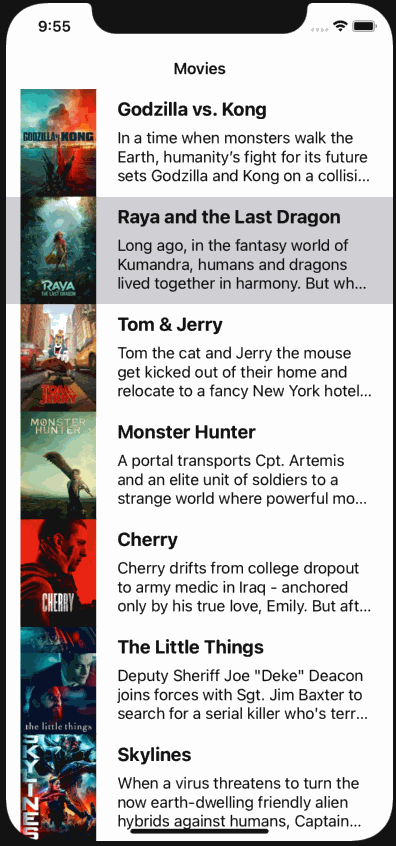 9:55
Movies
GODZILLA VS. KONG
Godzilla vs. Kong
In a time when monsters walk the
Earth, humanity’s fight for its future
sets Godzilla and Kong on a collisi...
RAYA
THE LAST DRAGON
Raya and the Last Dragon
Long ago, in the fantasy world of
Kumandra, humans and dragons
lived together in harmony. But wh...
Tom & Jerry
Tom the cat and Jerry the mouse
get kicked out of their home and
relocate to a fancy New York hotel...
MONSTER
HUNTER
Monster Hunter
A portal transports Cpt. Artemis
and an elite unit of soldiers to a
strange world where powerful mo...
CHERRY
Cherry
Cherry drifts from college dropout
to army medic in Iraq - anchored
only by his true love, Emily. But aft...
the little things
The Little Things
Deputy Sheriff Joe "Deke" Deacon
joins forces with Sgt. Jim Baxter to
search for a serial killer who's terr...
SKYLINES
Skylines
When a virus threatens to turn the
now earth-dwelling friendly alien
hybrids against humans, Captain...